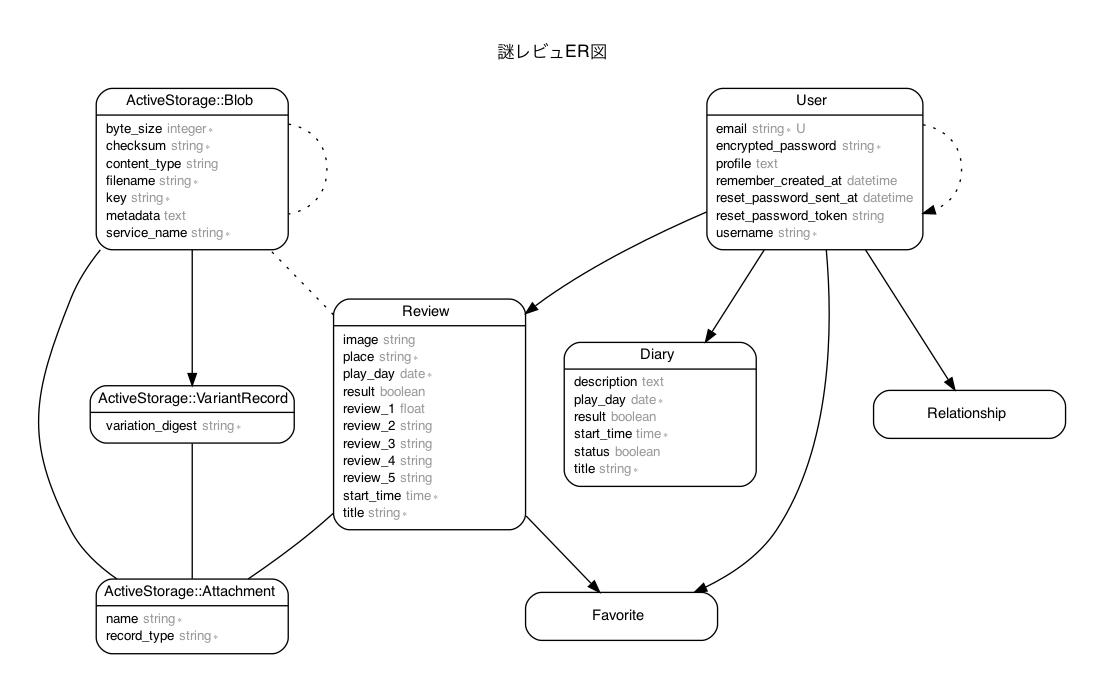 謎レビュER図
ActiveStorage::Blob
byte_size integer*
checksum string*
content_type string
filename string*
key string*
metadata text
service_name string*
User
email string* U
encrypted_password string*
profile text
remember_created_at datetime
reset_password_sent_at datetime
reset_password_token string
username string*
Review
image string
place string*
play_day date*
result boolean
review_1 float
review_2 string
review_3 string
review_4 string
review_5 string
start_time time*
title string*
Diary
description text
play_day date*
result boolean
start_time time*
status boolean
title string*
ActiveStorage::VariantRecord
variation_digest string*
Relationship
ActiveStorage::Attachment
name string*
record_type string*
Favorite